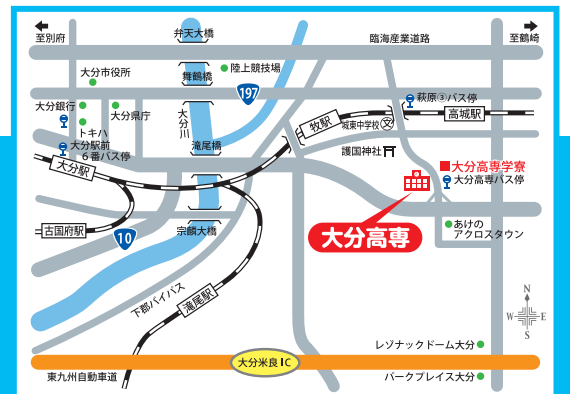 至別府
弁天大橋
臨海産業道路
至鶴崎
大分市役所
舞鶴橋
陸上競技場
197
大分銀行
大分県庁
大分川
萩原③バス停
トキハ
牧駅
城東中学校
文
高城駅
大分駅前
6番バス停
滝尾橋
護国神社
大分駅
大分高専学寮
大分高専バス停
古国府駅
10
宗麟大橋
大分高専
あけの
アクロスタウン
下郡バイパス
滝尾駅
N
W
E
S
レゾナックドーム大分
大分米良IC
東九州自動車道
パークプレイス大分